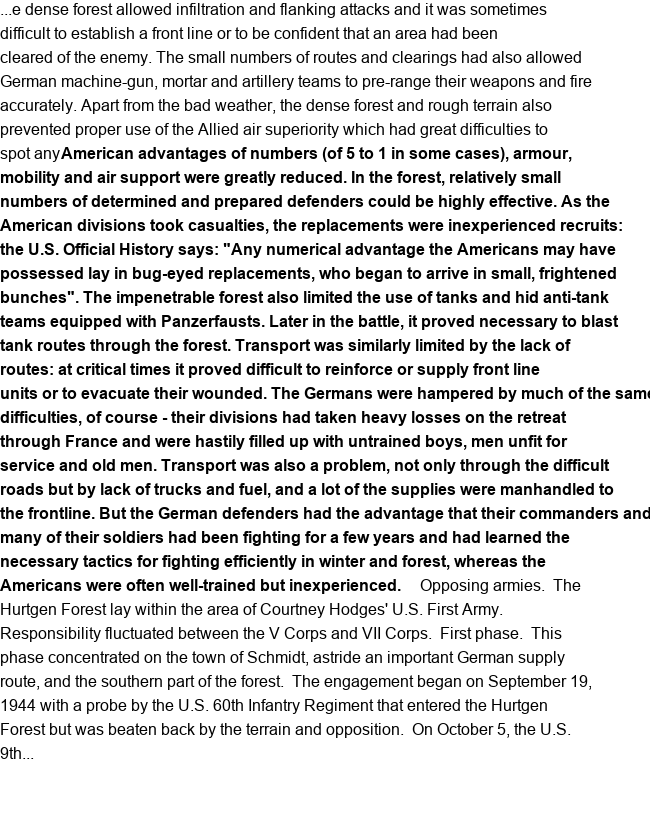 ...e dense forest allowed infiltration and flanking attacks and it was sometimes
difficult to establish a front line or to be confident that an area had been
cleared of the enemy. The small numbers of routes and clearings had also allowed
German machine-gun, mortar and artillery teams to pre-range their weapons and fire
accurately. Apart from the bad weather, the dense forest and rough terrain also
prevented proper use of the Allied air superiority which had great difficulties to
spot anyAmerican advantages of numbers (of 5 to 1 in some cases), armour,
mobility and air support were greatly reduced. In the forest, relatively small
numbers of determined and prepared defenders could be highly effective. As the
American divisions took casualties, the replacements were inexperienced recruits:
the U.S. Official History says: "Any numerical advantage the Americans may have
possessed lay in bug-eyed replacements, who began to arrive in small, frightened
bunches". The impenetrable forest also limited the use of tanks and hid anti-tank
teams equipped with Panzerfausts. Later in the battle, it proved necessary to blast
tank routes through the forest. Transport was similarly limited by the lack of
routes: at critical times it proved difficult to reinforce or supply front line
units or to evacuate their wounded. The Germans were hampered by much of the same
difficulties, of course - their divisions had taken heavy losses on the retreat
through France and were hastily filled up with untrained boys, men unfit for
service and old men. Transport was also a problem, not only through the difficult
roads but by lack of trucks and fuel, and a lot of the supplies were manhandled to
the frontline. But the German defenders had the advantage that their commanders and
many of their soldiers had been fighting for a few years and had learned the
necessary tactics for fighting efficiently in winter and forest, whereas the
Americans were often well-trained but inexperienced. Opposing armies. The
Hurtgen Forest lay within the area of Courtney Hodges' U.S. First Army.
Responsibility fluctuated between the V Corps and VII Corps. First phase. This
phase concentrated on the town of Schmidt, astride an important German supply
route, and the southern part of the forest. The engagement began on September 19,
1944 with a probe by the U.S. 60th Infantry Regiment that entered the Hurtgen
Forest but was beaten back by the terrain and opposition. On October 5, the U.S.
9th...